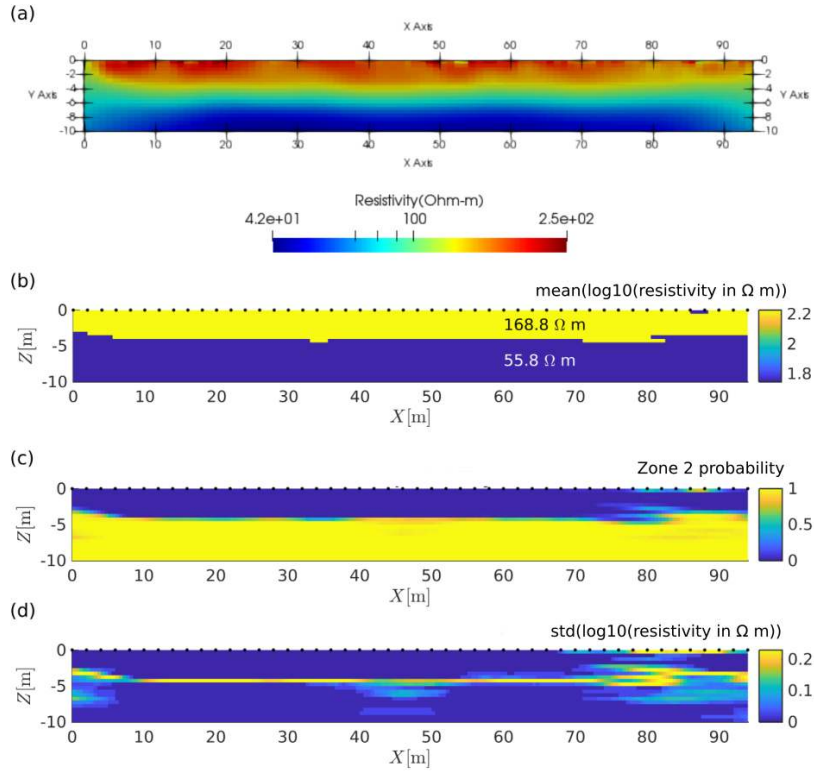 (a)
X Axis
0 10 20 30 40 50 60 70 80 90
0 0
-2 -2
Y Axis -4 -4 Y Axis
-6 -6
-8 -8
-10 -10
0 10 20 30 40 50 60 70 80 90
X Axis
Resistivity(Ohm-m)
4.2e+01 100 2.5e+02
(b)
mean(log10(resistivity in Ω m))
0
-5
-10
Z[m]
168.8 Ω m
55.8 Ω m
2.2
2
1.8
0 10 20 30 40 50 60 70 80 90
X[m]
(c)
Zone 2 probability
0
-5
-10
Z[m]
1
0.5
0
0 10 20 30 40 50 60 70 80 90
X[m]
(d)
std(log10(resistivity in Ω m))
0
-5
-10
Z[m]
0.2
0.1
0
0 10 20 30 40 50 60 70 80 90
X[m]